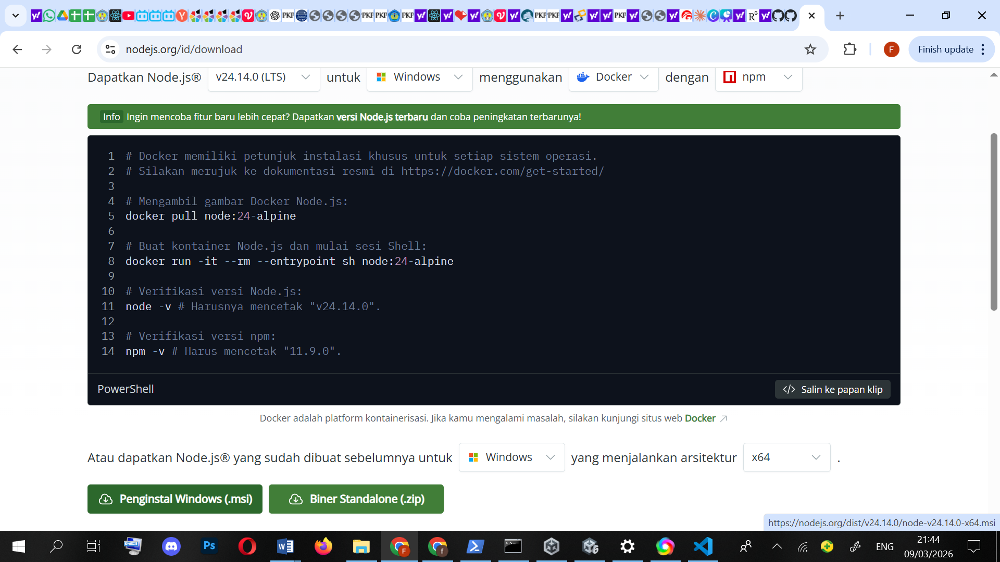 nodejs.org/id/download
Finish update
Dapatkan Node.js® v24.14.0 (LTS) untuk Windows menggunakan Docker dengan npm
Info Ingin mencoba fitur baru lebih cepat? Dapatkan versi Node.js terbaru dan coba peningkatan terbarunya!
1 # Docker memiliki petunjuk instalasi khusus untuk setiap sistem operasi.
2 # Silakan merujuk ke dokumentasi resmi di https://docker.com/get-started/
3
4 # Mengambil gambar Docker Node.js:
5 docker pull node:24-alpine
6
7 # Buat kontainer Node.js dan mulai sesi Shell:
8 docker run -it --rm --entrypoint sh node:24-alpine
9
10 # Verifikasi versi Node.js:
11 node -v # Harusnya mencetak "v24.14.0".
12
13 # Verifikasi versi npm:
14 npm -v # Harus mencetak "11.9.0".
PowerShell
Salin ke papan klip
Docker adalah platform kontainerisasi. Jika kamu mengalami masalah, silakan kunjungi situs web Docker
Atau dapatkan Node.js® yang sudah dibuat sebelumnya untuk Windows yang menjalankan arsitektur x64 .
Penginstal Windows (.msi)
Biner Standalone (.zip)
https://nodejs.org/dist/v24.14.0/node-v24.14.0-x64.msi
ENG
21:44
09/03/2026